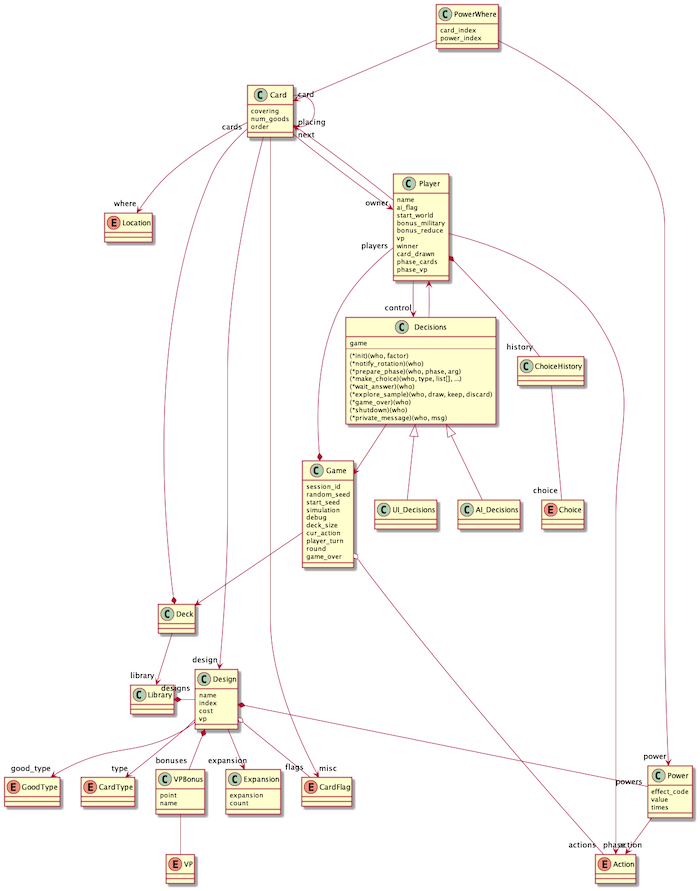 C PowerWhere
card_index
power_index
C Card
covering
num_goods
order
card
placing
next
cards
where
E Location
owner
C Player
name
ai_flag
start_world
bonus_military
bonus_reduce
vp
winner
card_drawn
phase_cards
phase_vp
players
control
C Decisions
game
(*init)(who, factor)
(*notify_rotation)(who)
(*prepare_phase)(who, phase, arg)
(*make_choice)(who, type, list[], ...)
(*wait_answer)(who)
(*explore_sample)(who, draw, keep, discard)
(*game_over)(who)
(*shutdown)(who)
(*private_message)(who, msg)
history
C ChoiceHistory
C Game
session_id
random_seed
start_seed
simulation
debug
deck_size
cur_action
player_turn
round
game_over
C UI_Decisions
C AI_Decisions
choice
E Choice
C Deck
library
C Library
designs
design
C Design
name
index
cost
vp
good_type
E GoodType
type
E CardType
bonuses
C VPBonus
point
name
expansion
C Expansion
expansion
count
flags
misc
E CardFlag
power
powers
C Power
effect_code
value
times
E VP
actions
phase
action
E Action